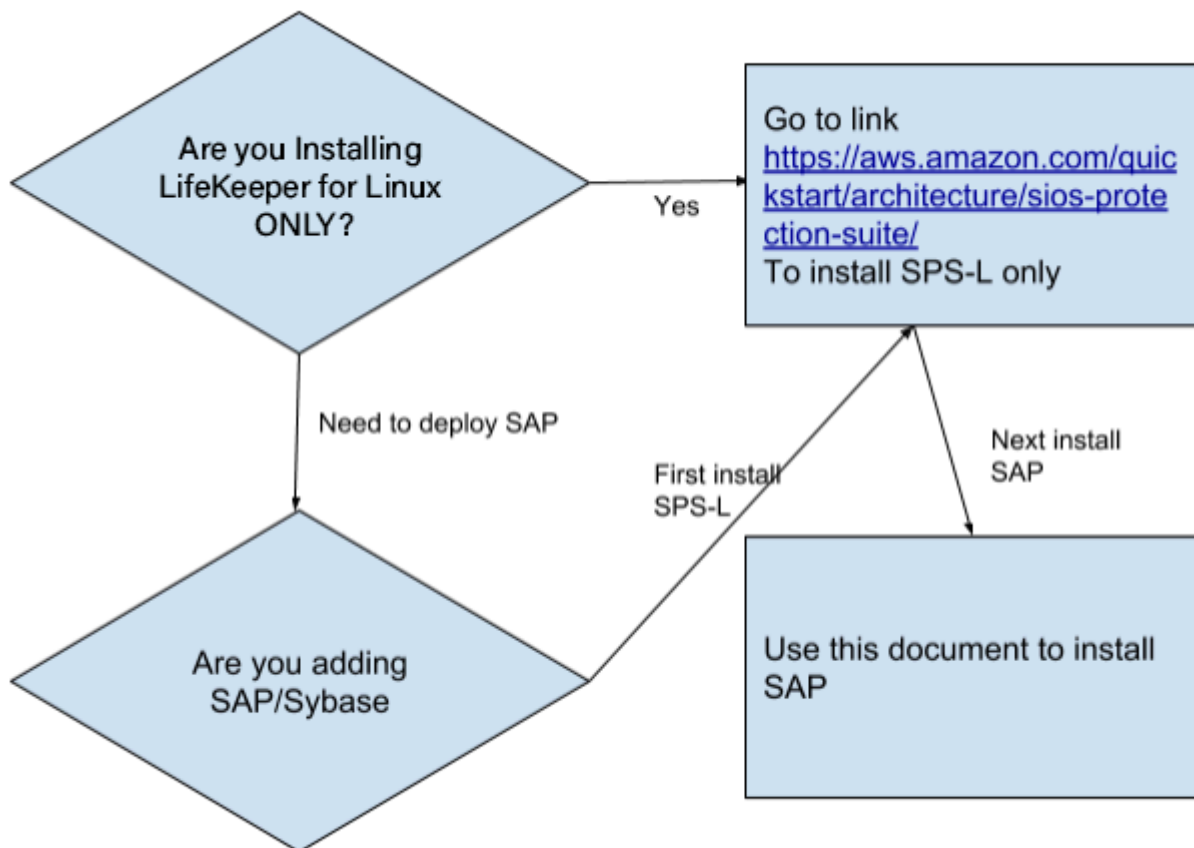 Are you Installing
LifeKeeper for Linux
ONLY?
Yes
Go to link
https://aws.amazon.com/quic
kstart/architecture/sios-prote
ction-suite/
To install SPS-L only
Need to deploy SAP
First install
SPS-L
Next install
SAP
Are you adding
SAP/Sybase
Use this document to install
SAP